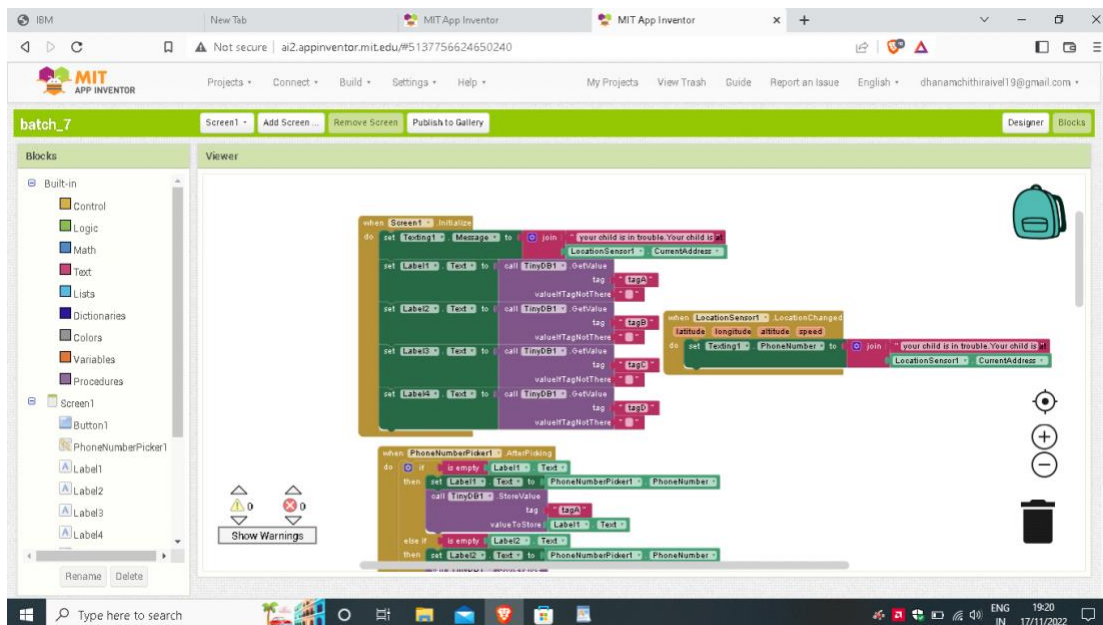 IBM
New Tab
MIT App Inventor
MIT App Inventor
Not secure
ai2.appinventor.mit.edu/#5137756624650240
MIT
APP INVENTOR
Projects
Connect
Build
Settings
Help
My Projects
View Trash
Guide
Report an Issue
English
dhanamchithiraivel19@gmail.com
batch_7
Screen1
Add Screen ...
Remove Screen
Publish to Gallery
Designer
Blocks
Blocks
Viewer
Built-in
Control
Logic
Math
Text
Lists
Dictionaries
Colors
Variables
Procedures
Screen1
Button1
PhoneNumberPicker1
Label1
Label2
Label3
Label4
Rename
Delete
when Screen1 .Initialize
do set Texting1 . Message to join " your child is in trouble.Your child is at
LocationSensor1 . CurrentAddress
set Label1 . Text to call TinyDB1 .GetValue
tag " tagA "
valueIfTagNotThere " "
set Label2 . Text to call TinyDB1 .GetValue
tag " tagB "
valueIfTagNotThere " "
set Label3 . Text to call TinyDB1 .GetValue
tag
valueIfTagNotThere " "
set Label4 . Text to call TinyDB1 .GetValue
tag " tagD "
valueIfTagNotThere " "
when LocationSensor1 .LocationChanged
latitude longitude altitude speed
do set Texting1 . PhoneNumber to join " your child is in trouble.Your child is at
LocationSensor1 . CurrentAddress
when PhoneNumberPicker1 .AfterPicking
do if is empty Label1 . Text
then set Label1 . Text to PhoneNumberPicker1 . PhoneNumber
call TinyDB1 .StoreValue
tag " tagA "
valueToStore Label1 . Text
else if is empty Label2 . Text
then set Label2 . Text to PhoneNumberPicker1 . PhoneNumber
0
0
Show Warnings
Type here to search
ENG
IN
19:20
17/11/2022